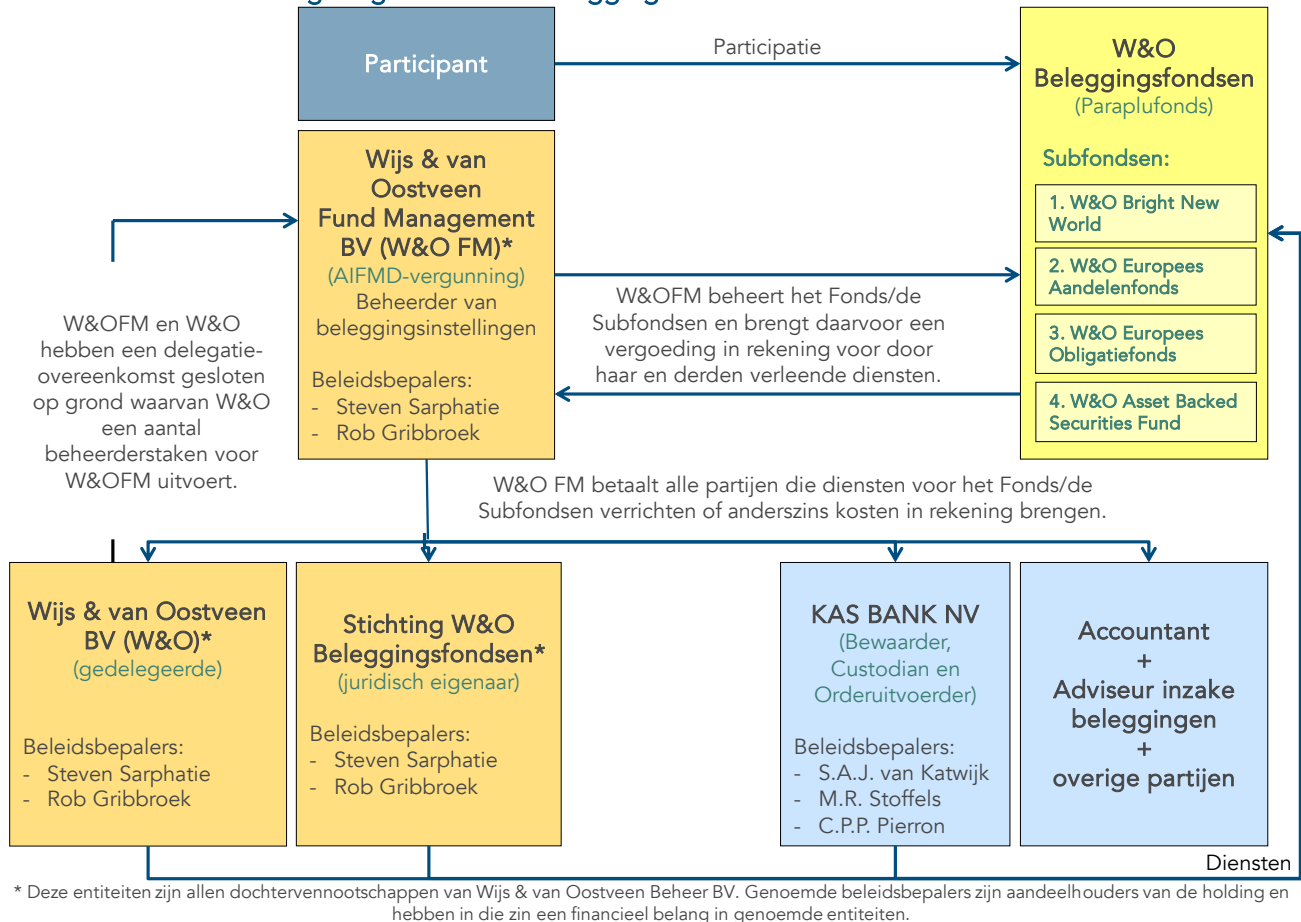 Participant
Participatie
W&O
Beleggingsfondsen
(Paraplufonds)
Subfondsen:
1. W&O Bright New
World
2. W&O Europees
Aandelenfonds
3. W&O Europees
Obligatiefonds
4. W&O Asset Backed
Securities Fund
Wijs & van
Oostveen
Fund Management
BV (W&O FM)*
(AIFMD-vergunning)
Beheerder van
beleggingsinstellingen
Beleidsbepalers:
- Steven Sarphatie
- Rob Gribbroek
W&OFM beheert het Fonds/de
Subfondsen en brengt daarvoor een
vergoeding in rekening voor door
haar en derden verleende diensten.
W&OFM en W&O
hebben een delegatie-
overeenkomst gesloten
op grond waarvan W&O
een aantal
beheerderstaken voor
W&OFM uitvoert.
W&O FM betaalt alle partijen die diensten voor het Fonds/de
Subfondsen verrichten of anderszins kosten in rekening brengen.
Wijs & van Oostveen
BV (W&O)*
(gedelegeerde)
Beleidsbepalers:
- Steven Sarphatie
- Rob Gribbroek
Stichting W&O
Beleggingsfondsen*
(juridisch eigenaar)
Beleidsbepalers:
- Steven Sarphatie
- Rob Gribbroek
KAS BANK NV
(Bewaarder,
Custodian en
Orderuitvoerder)
Beleidsbepalers:
- S.A.J. van Katwijk
- M.R. Stoffels
- C.P.P. Pierron
Accountant
+
Adviseur inzake
beleggingen
+
overige partijen
Diensten
* Deze entiteiten zijn allen dochtervennootschappen van Wijs & van Oostveen Beheer BV. Genoemde beleidsbepalers zijn aandeelhouders van de holding en
hebben in die zin een financieel belang in genoemde entiteiten.